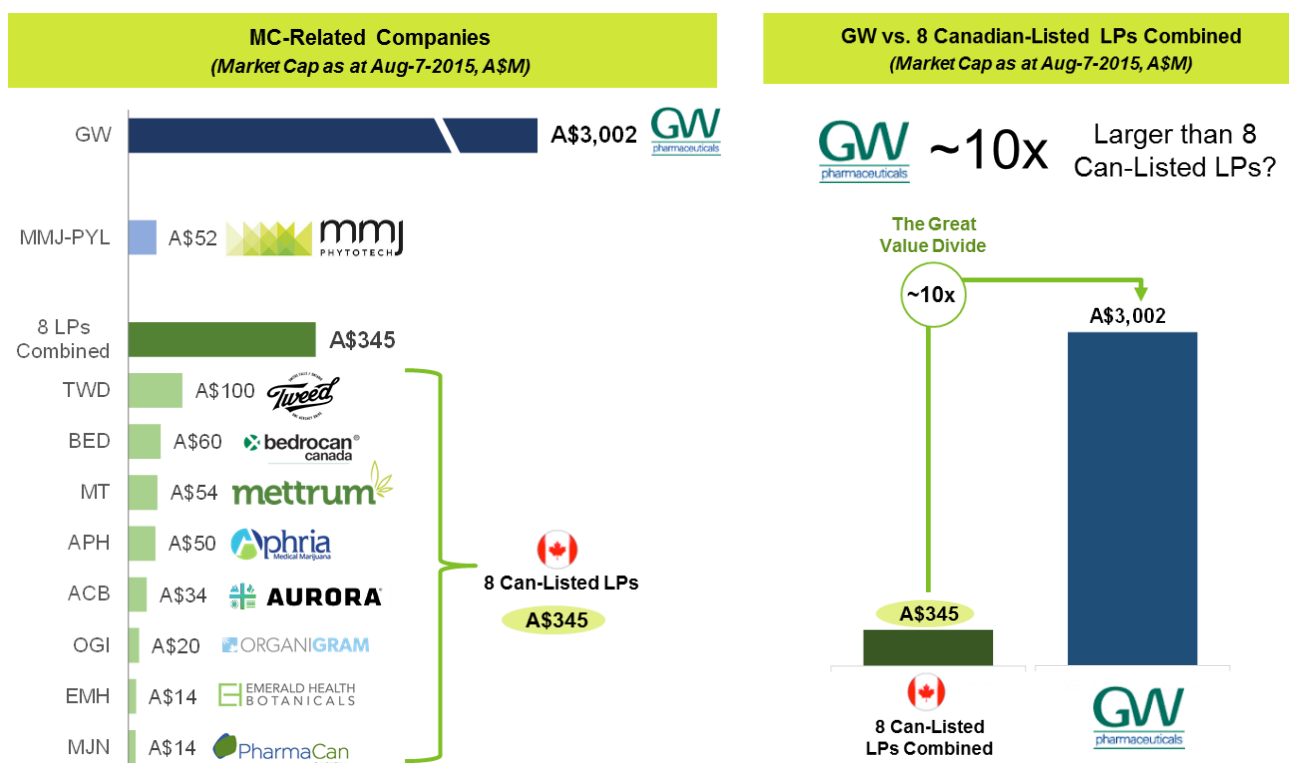 MC-Related Companies
(Market Cap as at Aug-7-2015, A$M)
GW
A$3,002
GW
pharmaceuticals
MMJ-PYL
A$52
mmj
PHYTOTECH
8 LPs
Combined
A$345
TWD
A$100
Tweed
BED
A$60
bedrocan®
canada
MT
A$54
mettrum
APH
A$50
Aphria
Medical Marijuana
ACB
A$34
AURORA
OGI
A$20
ORGANIGRAM
EMH
A$14
EMERALD HEALTH
BOTANICALS
MJN
A$14
PharmaCan
8 Can-Listed LPs
A$345
GW vs. 8 Canadian-Listed LPs Combined
(Market Cap as at Aug-7-2015, A$M)
GW
pharmaceuticals
~10x
Larger than 8
Can-Listed LPs?
The Great
Value Divide
~10x
A$3,002
A$345
8 Can-Listed
LPs Combined
GW
pharmaceuticals